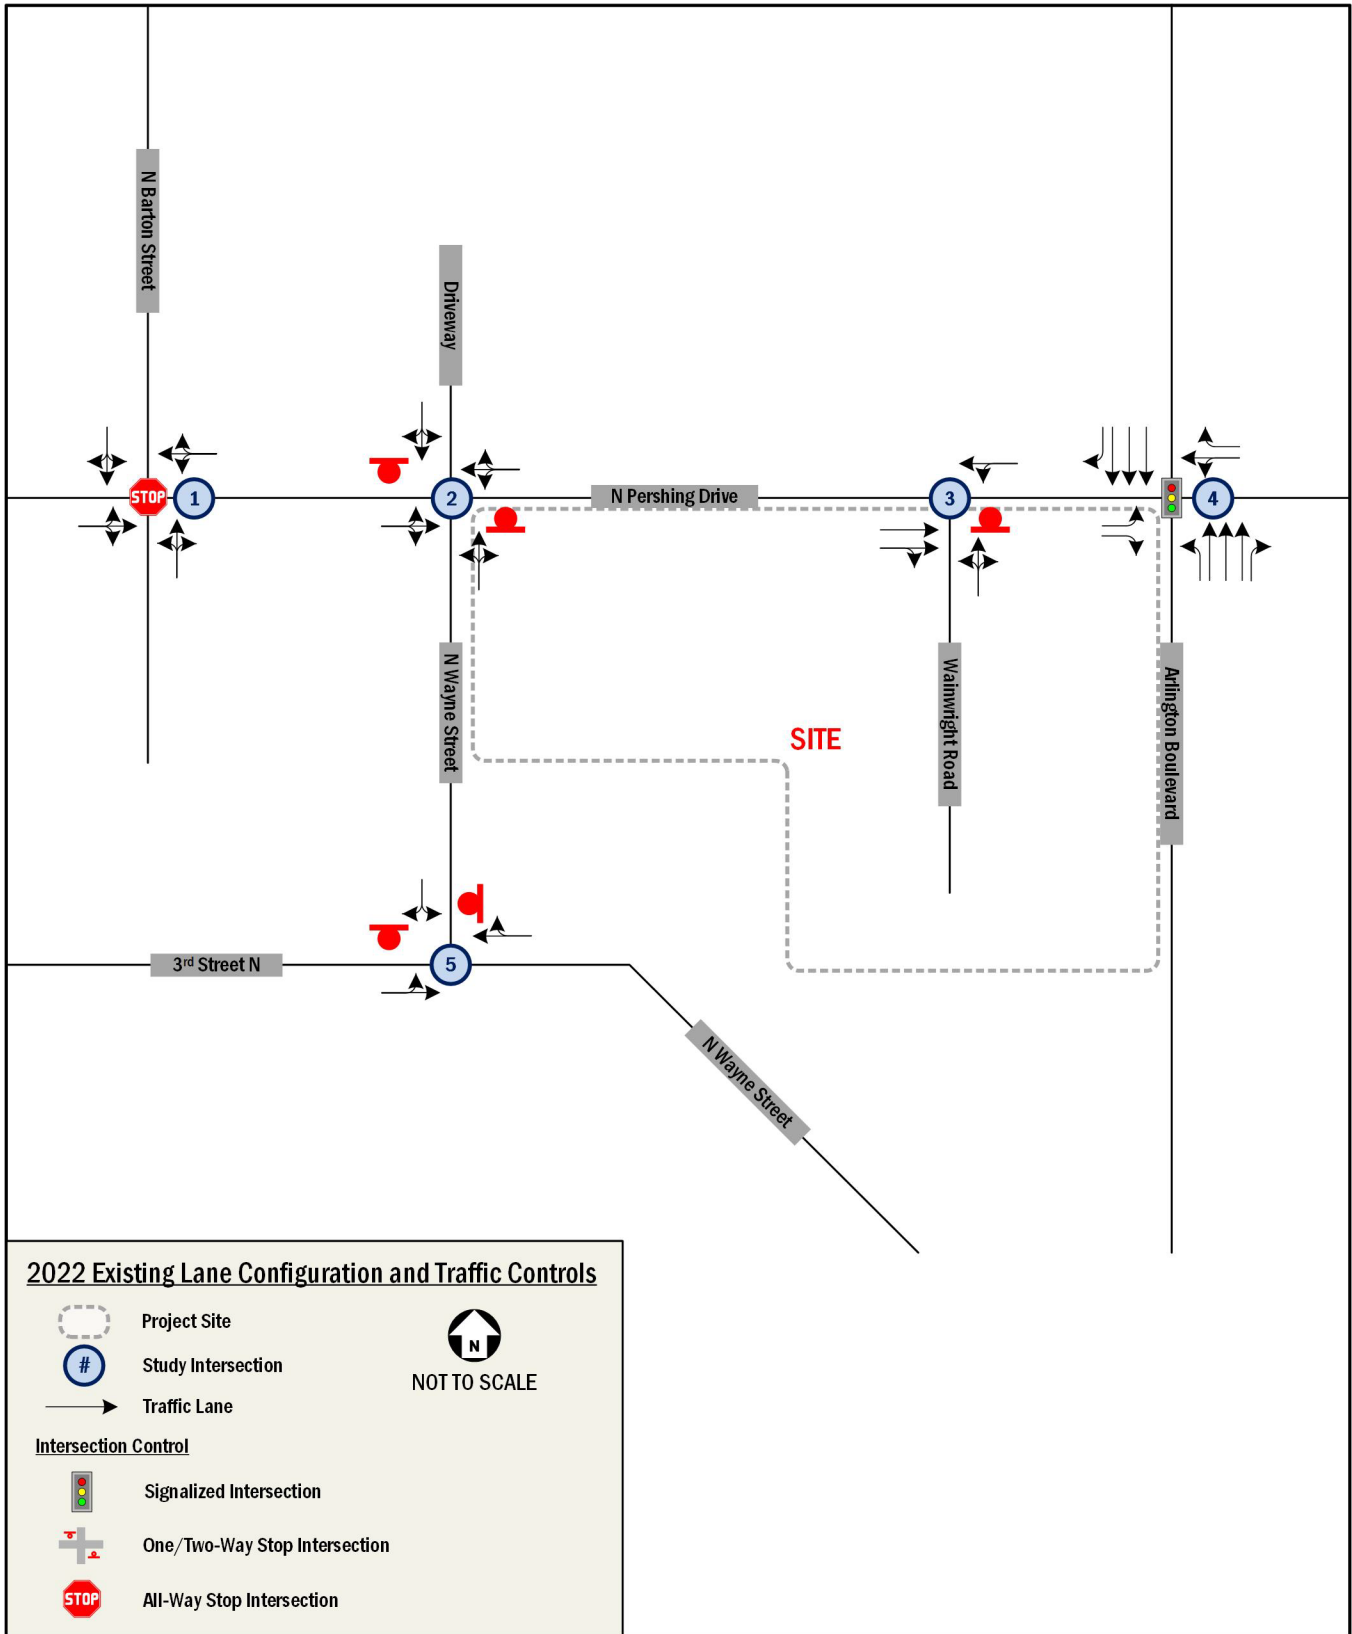 N Barton Street
Driveway
STOP
1
2
N Pershing Drive
3
4
N Wayne Street
Wainwright Road
Arlington Boulevard
SITE
3rd Street N
5
N Wayne Street
2022 Existing Lane Configuration and Traffic Controls
Project Site
#
Study Intersection
N
NOT TO SCALE
Traffic Lane
Intersection Control
Signalized Intersection
One/Two-Way Stop Intersection
STOP
All-Way Stop Intersection